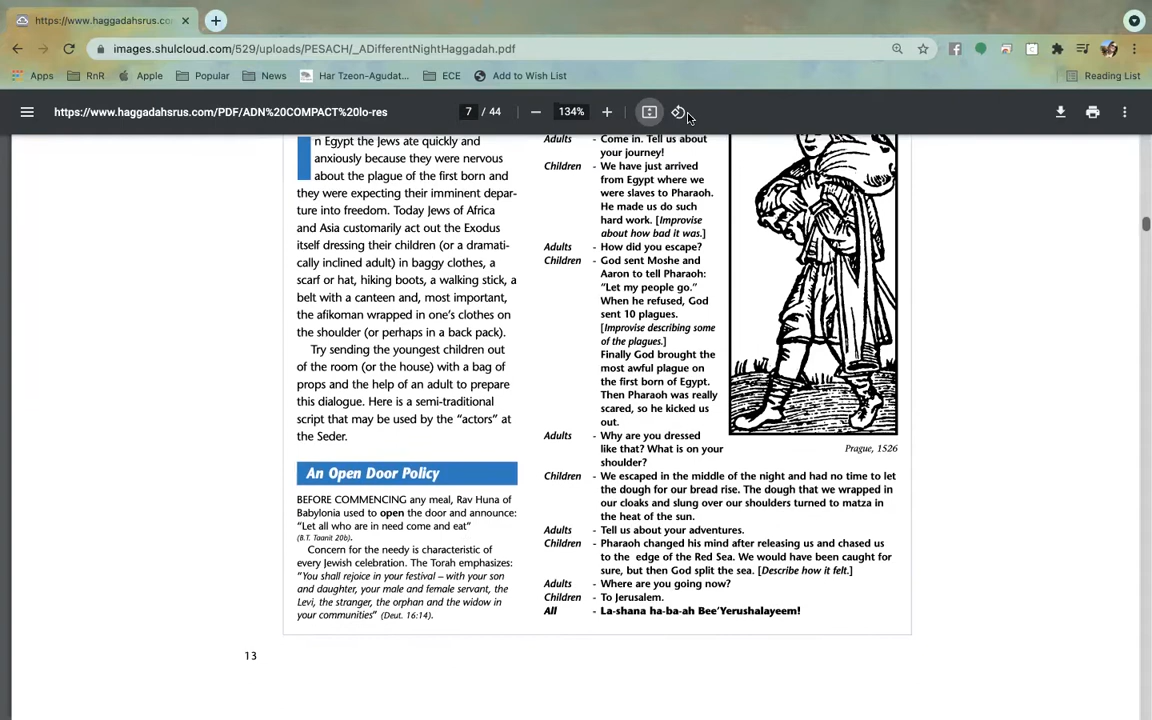 https://www.haggadahsrus.co
images.shulcloud.com/529/uploads/PESACH/_ADifferentNightHaggadah.pdf
Apps RnR Apple Popular News Har Tzeon-Agudat... ECE Add to Wish List Reading List
https://www.haggadahsrus.com/PDF/ADN%20COMPACT%20lo-res 7 / 44 134%
n Egypt the Jews ate quickly and
anxiously because they were nervous
about the plague of the first born and
they were expecting their imminent depar-
ture into freedom. Today Jews of Africa
and Asia customarily act out the Exodus
itself dressing their children (or a dramati-
cally inclined adult) in baggy clothes, a
scarf or hat, hiking boots, a walking stick, a
belt with a canteen and, most important,
the afikoman wrapped in one's clothes on
the shoulder (or perhaps in a back pack).
Try sending the youngest children out
of the room (or the house) with a bag of
props and the help of an adult to prepare
this dialogue. Here is a semi-traditional
script that may be used by the "actors" at
the Seder.
An Open Door Policy
BEFORE COMMENCING any meal, Rav Huna of
Babylonia used to open the door and announce:
"Let all who are in need come and eat"
(B.T. Taanit 20b).
Concern for the needy is characteristic of
every Jewish celebration. The Torah emphasizes:
"You shall rejoice in your festival – with your son
and daughter, your male and female servant, the
Levi, the stranger, the orphan and the widow in
your communities" (Deut. 16:14).
Adults - Come in. Tell us about
your journey!
Children - We have just arrived
from Egypt where we
were slaves to Pharaoh.
He made us do such
hard work. [Improvise
about how bad it was.]
Adults - How did you escape?
Children - God sent Moshe and
Aaron to tell Pharaoh:
"Let my people go."
When he refused, God
sent 10 plagues.
[Improvise describing some
of the plagues.]
Finally God brought the
most awful plague on
the first born of Egypt.
Then Pharaoh was really
scared, so he kicked us
out.
Adults - Why are you dressed
like that? What is on your
shoulder?
Children - We escaped in the middle of the night and had no time to let
the dough for our bread rise. The dough that we wrapped in
our cloaks and slung over our shoulders turned to matza in
the heat of the sun.
Adults - Tell us about your adventures.
Children - Pharaoh changed his mind after releasing us and chased us
to the edge of the Red Sea. We would have been caught for
sure, but then God split the sea. [Describe how it felt.]
Adults - Where are you going now?
Children - To Jerusalem.
All - La-shana ha-ba-ah Bee'Yerushalayeem!
Prague, 1526
13